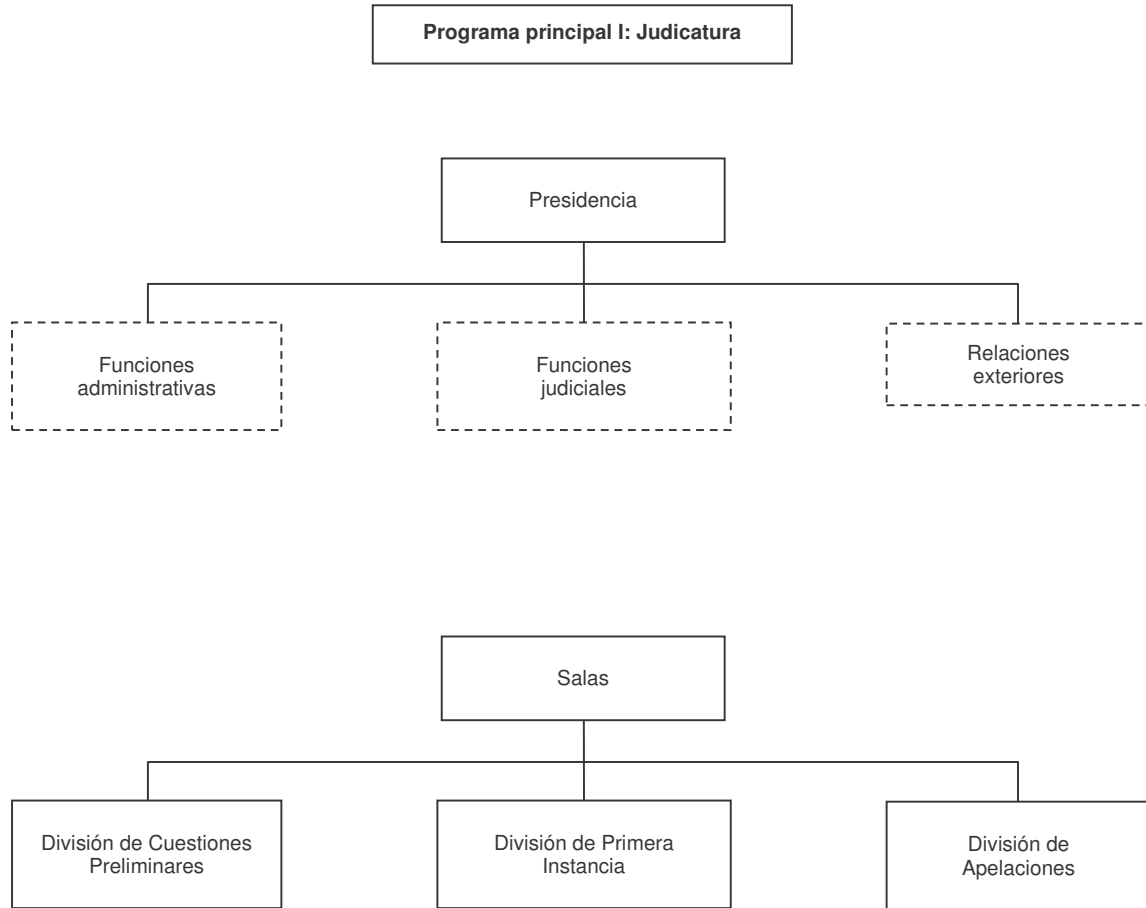 Programa principal I: Judicatura
Presidencia
Funciones
administrativas
Funciones
judiciales
Relaciones
exteriores
Salas
División de Cuestiones
Preliminares
División de Primera
Instancia
División de
Apelaciones